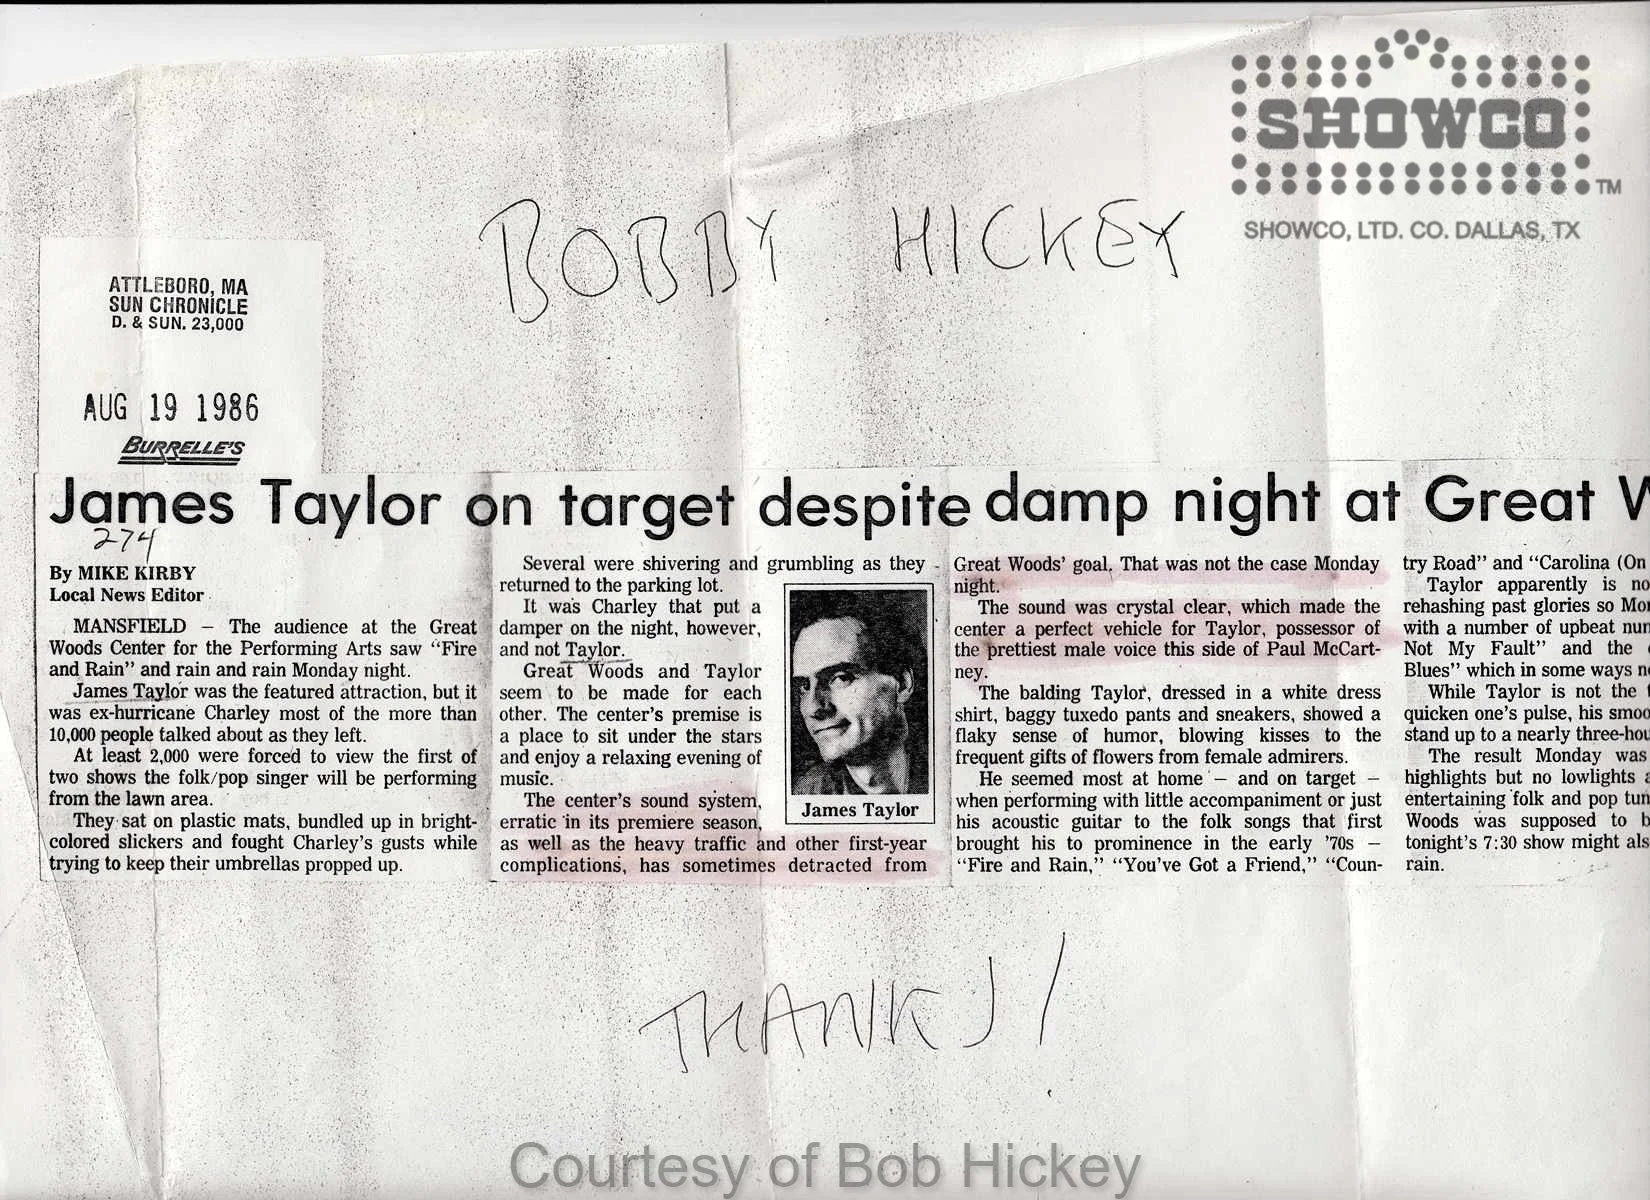 SHOWCO TM
SHOWCO, LTD. CO. DALLAS, TX
BOBBY HICKEY
ATTLEBORO, MA
SUN CHRONICLE
D. & SUN. 23,000
AUG 19 1986
BURRELLE'S
James Taylor on target despite damp night at Great W
274
By MIKE KIRBY
Local News Editor
MANSFIELD — The audience at the Great
Woods Center for the Performing Arts saw “Fire
and Rain” and rain and rain Monday night.
James Taylor was the featured attraction, but it
was ex-hurricane Charley most of the more than
10,000 people talked about as they left.
At least 2,000 were forced to view the first of
two shows the folk/pop singer will be performing
from the lawn area.
They sat on plastic mats, bundled up in bright-
colored slickers and fought Charley's gusts while
trying to keep their umbrellas propped up.
Several were shivering and grumbling as they
returned to the parking lot.
It was Charley that put a
damper on the night, however,
and not Taylor.
Great Woods and Taylor
seem to be made for each
other. The center's premise is
a place to sit under the stars
and enjoy a relaxing evening of
music.
The center's sound system,
erratic in its premiere season,
as well as the heavy traffic and other first-year
complications, has sometimes detracted from
James Taylor
Great Woods' goal. That was not the case Monday
night.
The sound was crystal clear, which made the
center a perfect vehicle for Taylor, possessor of
the prettiest male voice this side of Paul McCart-
ney.
The balding Taylor, dressed in a white dress
shirt, baggy tuxedo pants and sneakers, showed a
flaky sense of humor, blowing kisses to the
frequent gifts of flowers from female admirers.
He seemed most at home — and on target —
when performing with little accompaniment or just
his acoustic guitar to the folk songs that first
brought his to prominence in the early '70s —
“Fire and Rain,” “You've Got a Friend,” “Coun-
try Road” and “Carolina (On
Taylor apparently is no
rehashing past glories so Mo
with a number of upbeat nu
Not My Fault” and the
Blues” which in some ways n
While Taylor is not the
quicken one's pulse, his smoo
stand up to a nearly three-hou
The result Monday was
highlights but no lowlights a
entertaining folk and pop tun
Woods was supposed to b
tonight's 7:30 show might als
rain.
THANKS!
Courtesy of Bob Hickey